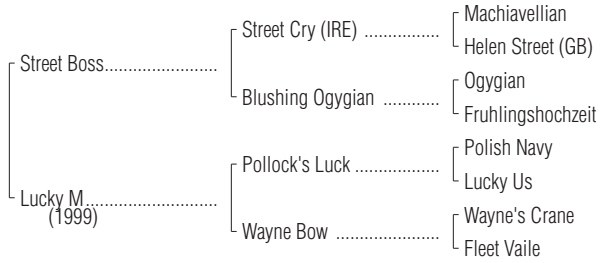 Machiavellian
Street Cry (IRE) ................
Helen Street (GB)
Street Boss........................
Ogygian
Blushing Ogygian ............
Fruhlingshochzeit
Polish Navy
Pollock's Luck ..................
Lucky Us
Lucky M............................
(1999)
Wayne's Crane
Wayne Bow ......................
Fleet Vaile